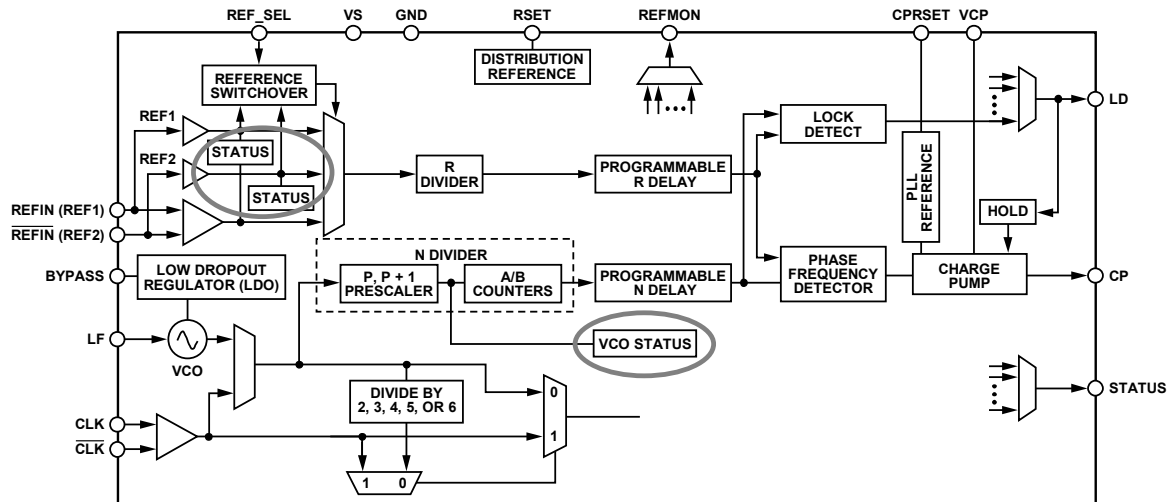 REF_SEL
VS
GND
RSET
REFMON
CPRSET
VCP
REFERENCE
SWITCHOVER
DISTRIBUTION
REFERENCE
REF1
STATUS
REF2
STATUS
REFIN (REF1)
REFIN (REF2)
R
DIVIDER
PROGRAMMABLE
R DELAY
LOCK
DETECT
LD
PLL
REFERENCE
HOLD
BYPASS
LOW DROPOUT
REGULATOR (LDO)
N DIVIDER
P, P + 1
PRESCALER
A/B
COUNTERS
PROGRAMMABLE
N DELAY
PHASE
FREQUENCY
DETECTOR
CHARGE
PUMP
CP
LF
VCO
VCO STATUS
DIVIDE BY
2, 3, 4, 5, OR 6
0
1
STATUS
CLK
CLK
1 0